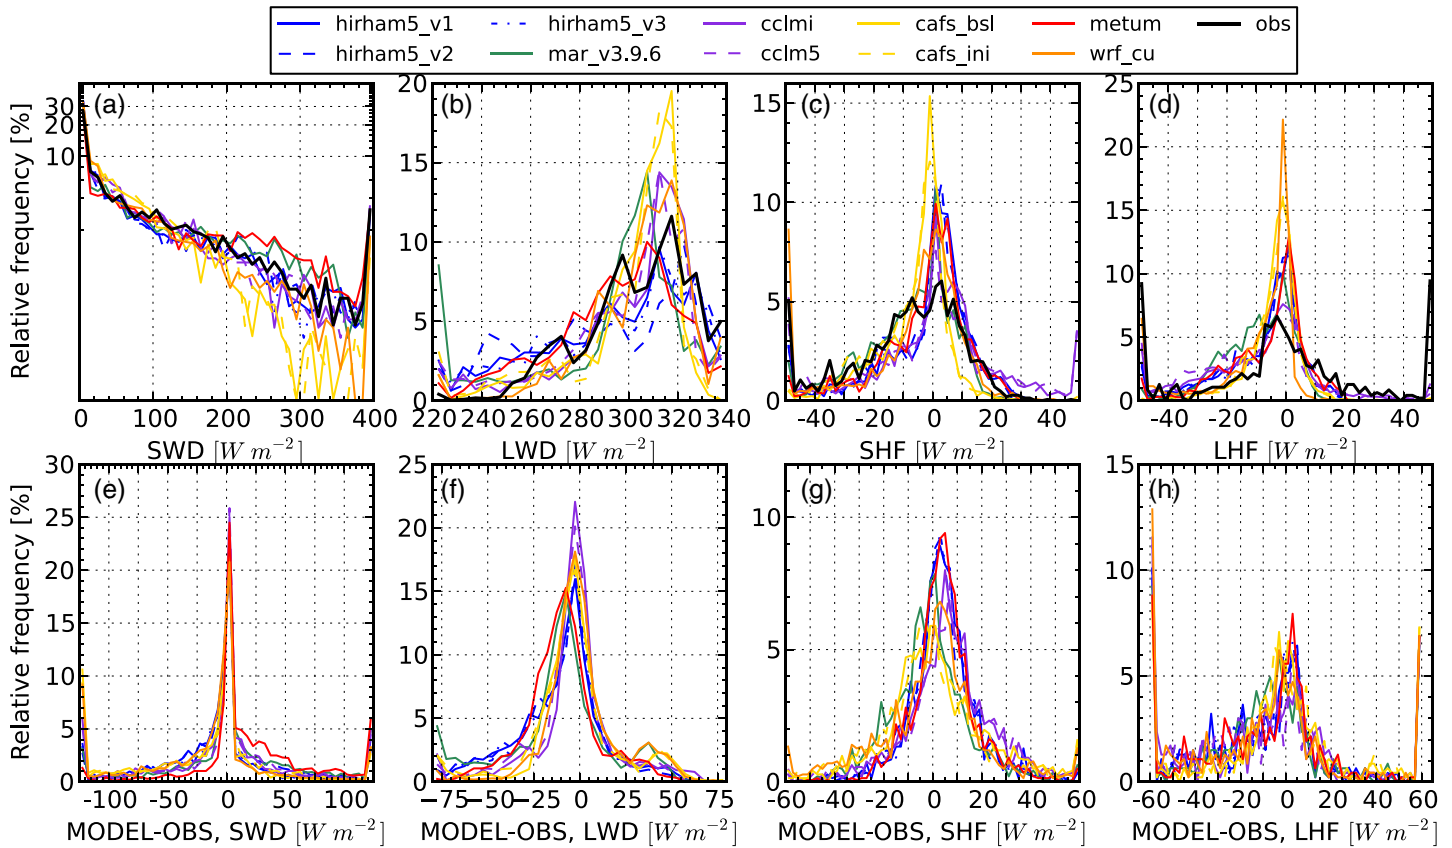 hirham5_v1 hirham5_v3 cclmi cafs_bsl metum obs
hirham5_v2 mar_v3.9.6 cclm5 cafs_ini wrf_cu
Relative frequency [%]
(a)
30
20
10
0 100 200 300 400
SWD [W m−2]
(b)
20
15
10
5
0
220 240 260 280 300 320 340
LWD [W m−2]
(c)
15
10
5
0
-40 -20 0 20 40
SHF [W m−2]
(d)
25
20
15
10
5
0
-40 -20 0 20 40
LHF [W m−2]
Relative frequency [%]
(e)
30
25
20
15
10
5
0
-100 -50 0 50 100
MODEL-OBS, SWD [W m−2]
(f)
25
20
15
10
5
0
−75 −50 −25 0 25 50 75
MODEL-OBS, LWD [W m−2]
(g)
10
5
0
-60 -40 -20 0 20 40 60
MODEL-OBS, SHF [W m−2]
(h)
15
10
5
0
-60 -40 -20 0 20 40 60
MODEL-OBS, LHF [W m−2]